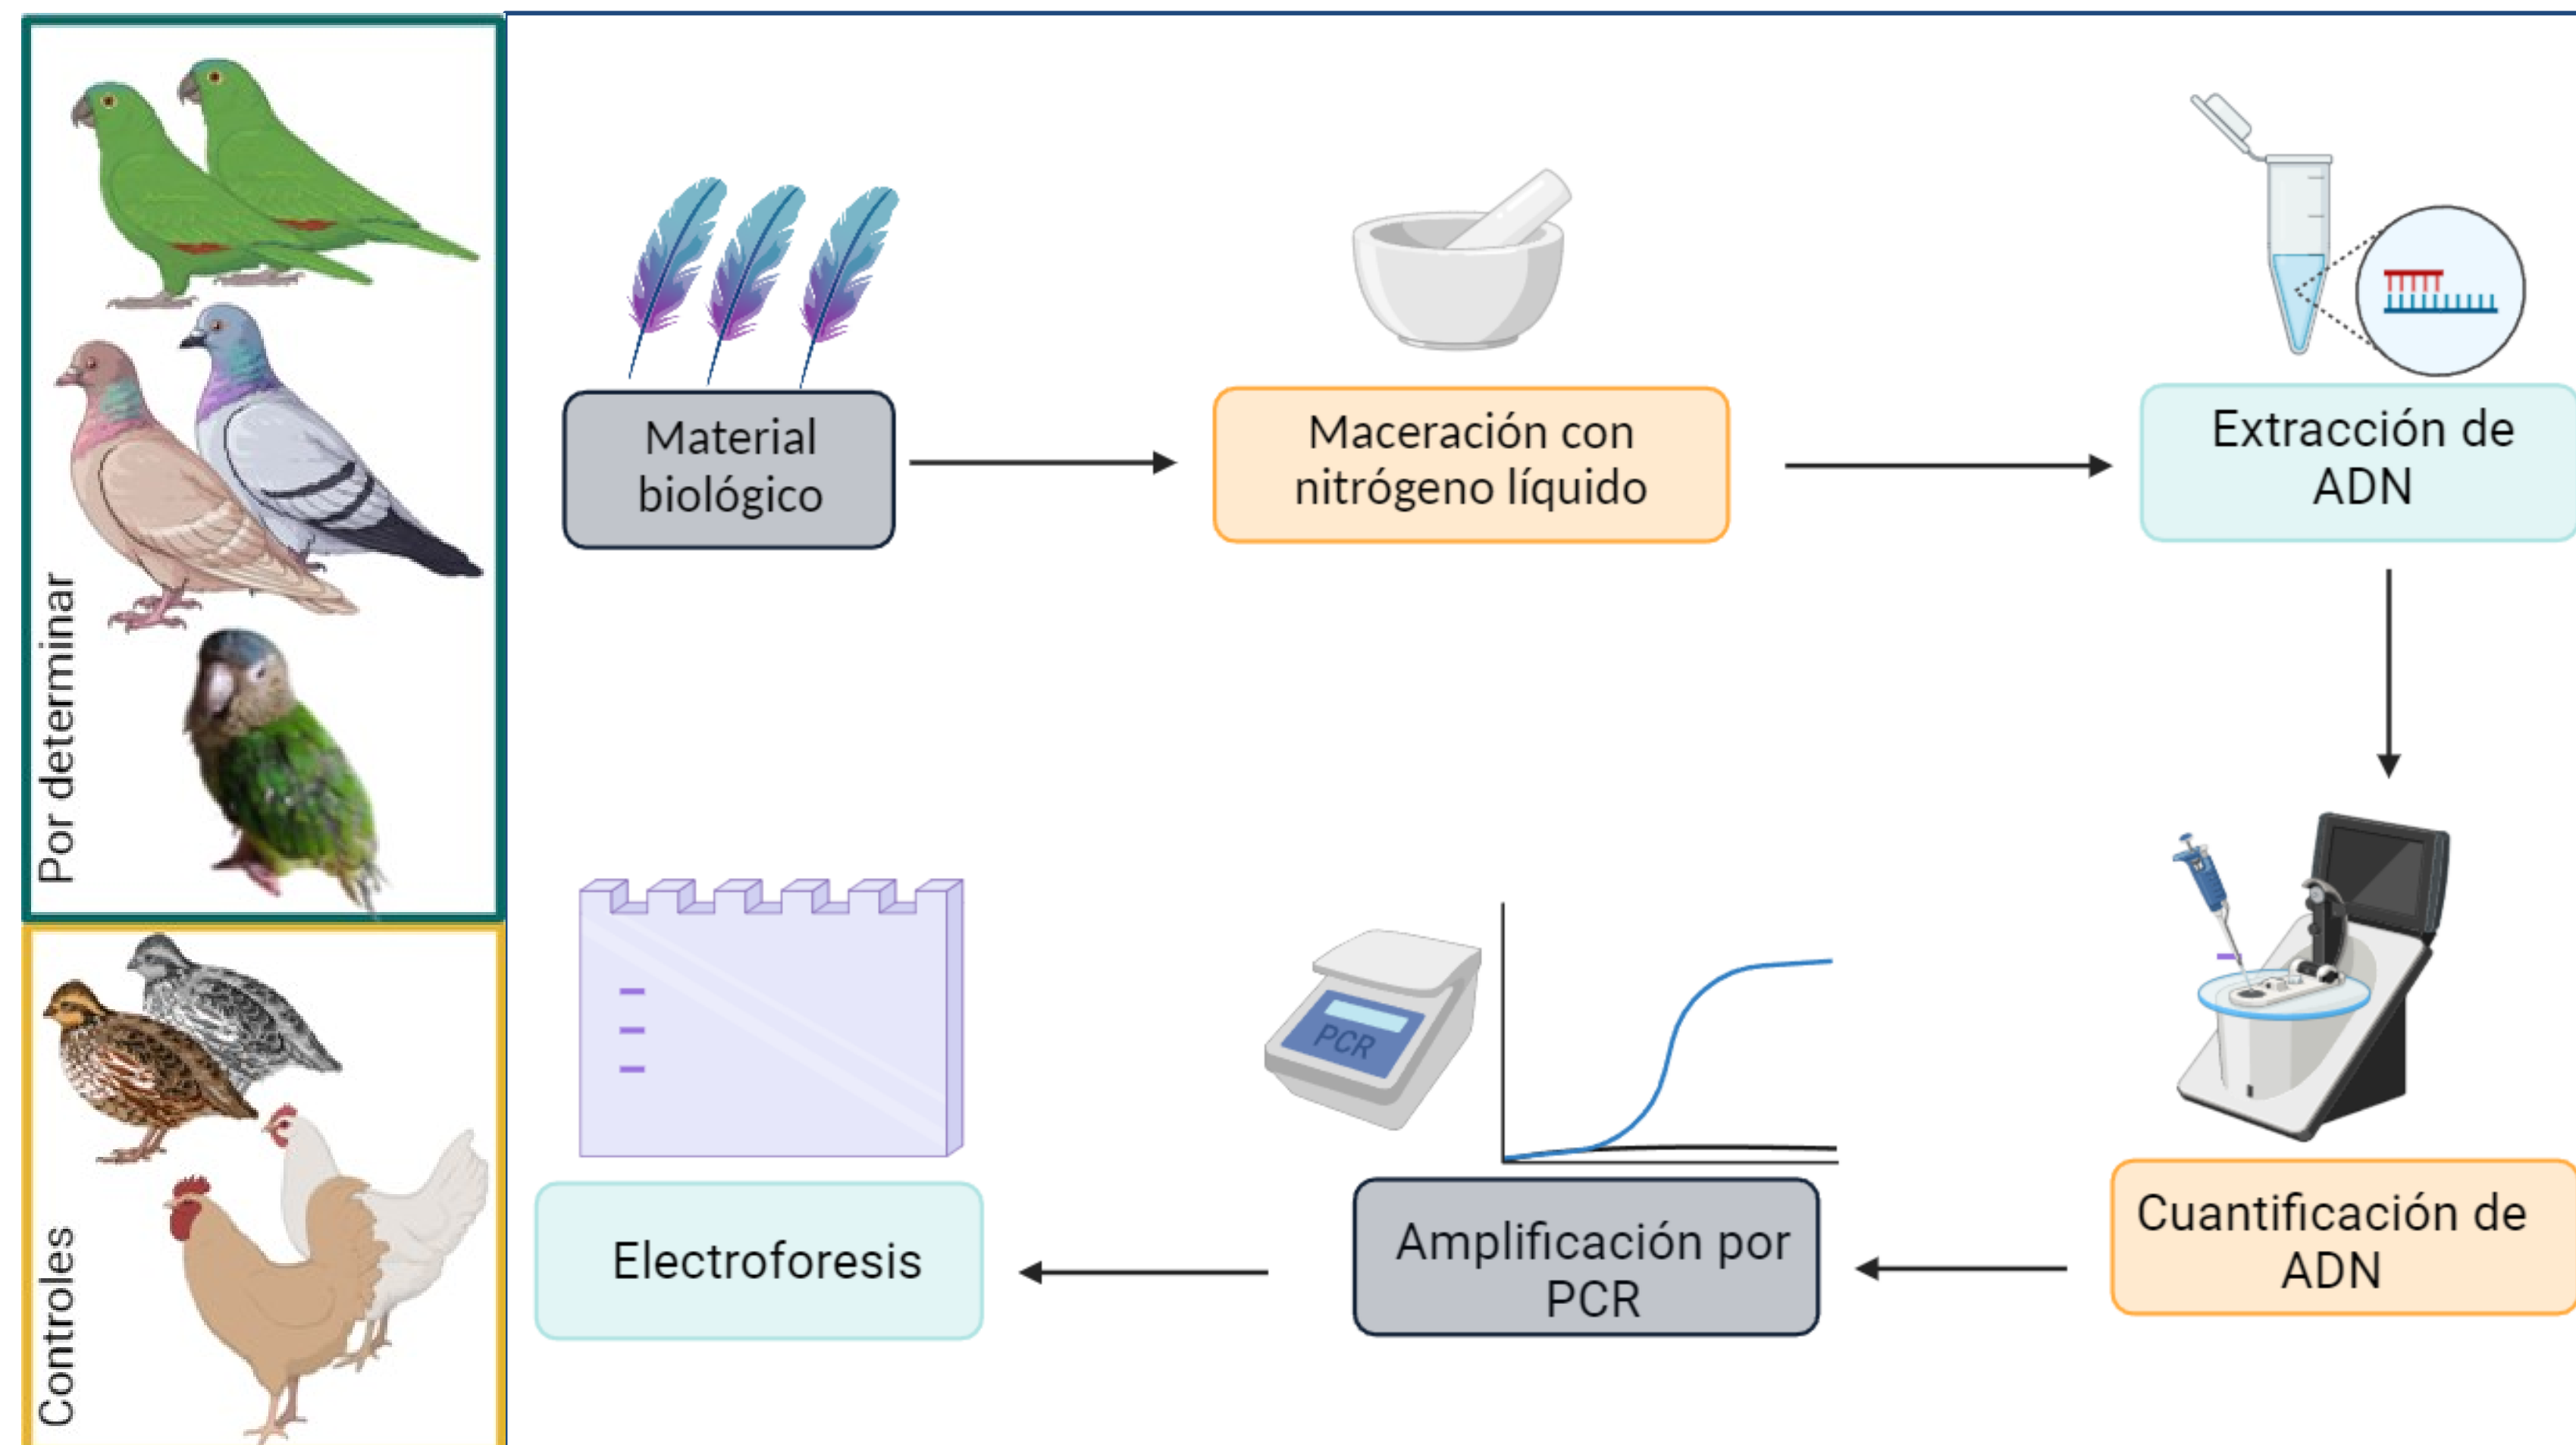 Por determinar
Controles
Material
biológico
Maceración con
nitrógeno líquido
Extracción de
ADN
Cuantificación de
ADN
PCR
Amplificación por
PCR
Electroforesis